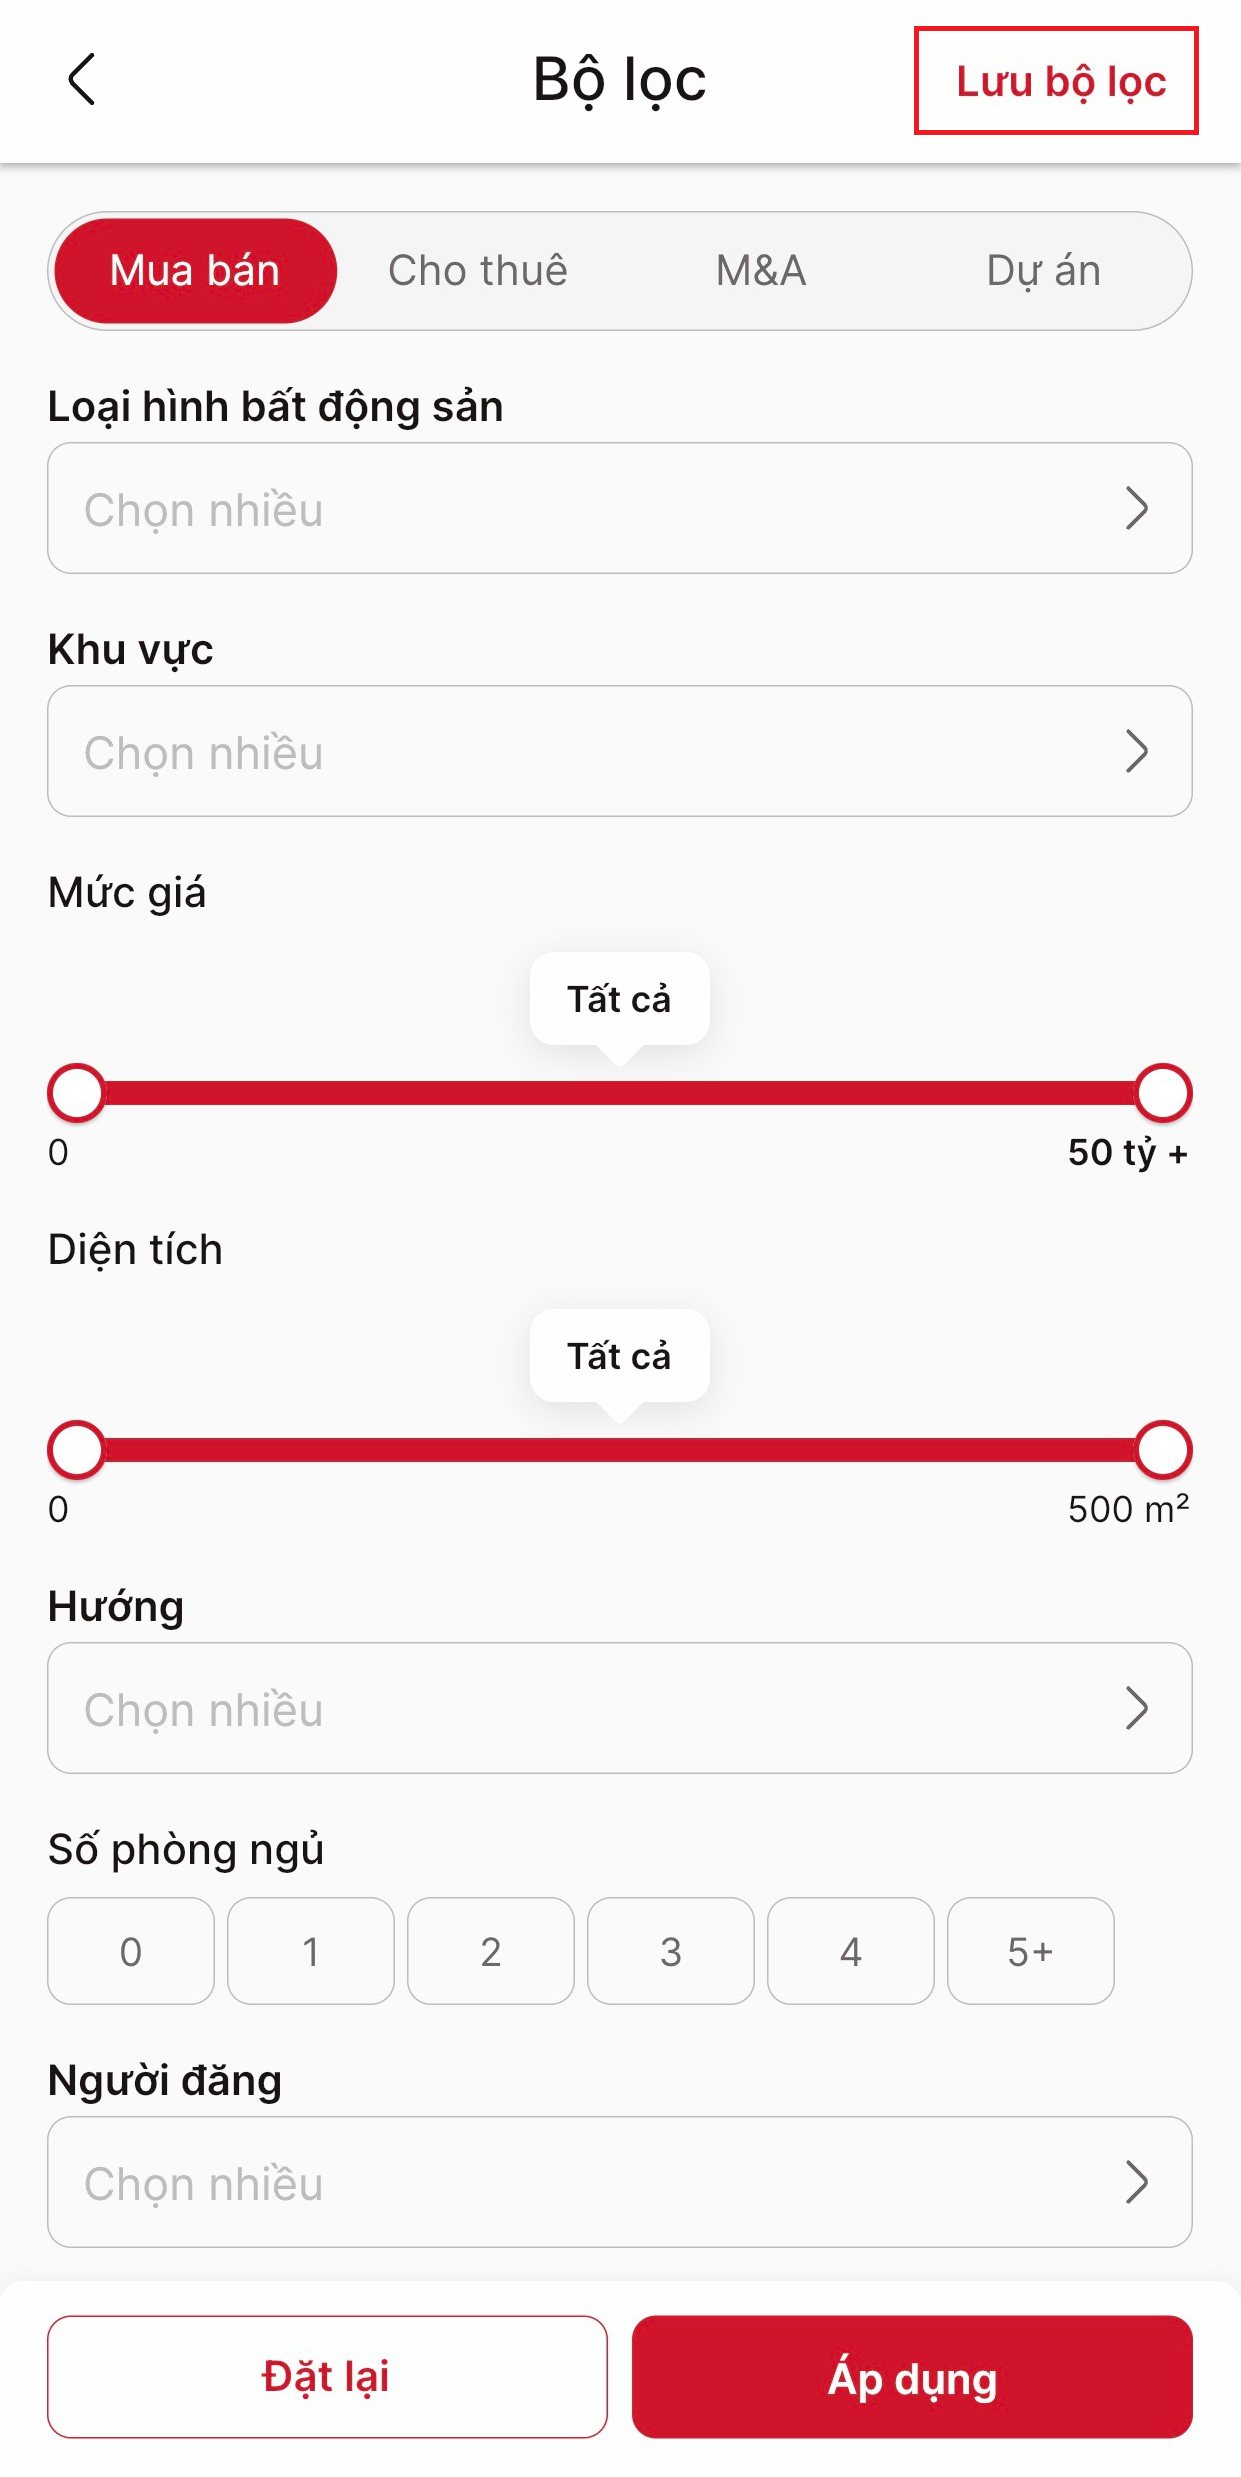 Bộ lọc
Lưu bộ lọc
Mua bán
Cho thuê
M&A
Dự án
Loại hình bất động sản
Chọn nhiều
Khu vực
Chọn nhiều
Mức giá
Tất cả
0
50 tỷ +
Diện tích
Tất cả
0
500 m²
Hướng
Chọn nhiều
Số phòng ngủ
0
1
2
3
4
5+
Người đăng
Chọn nhiều
Đặt lại
Áp dụng